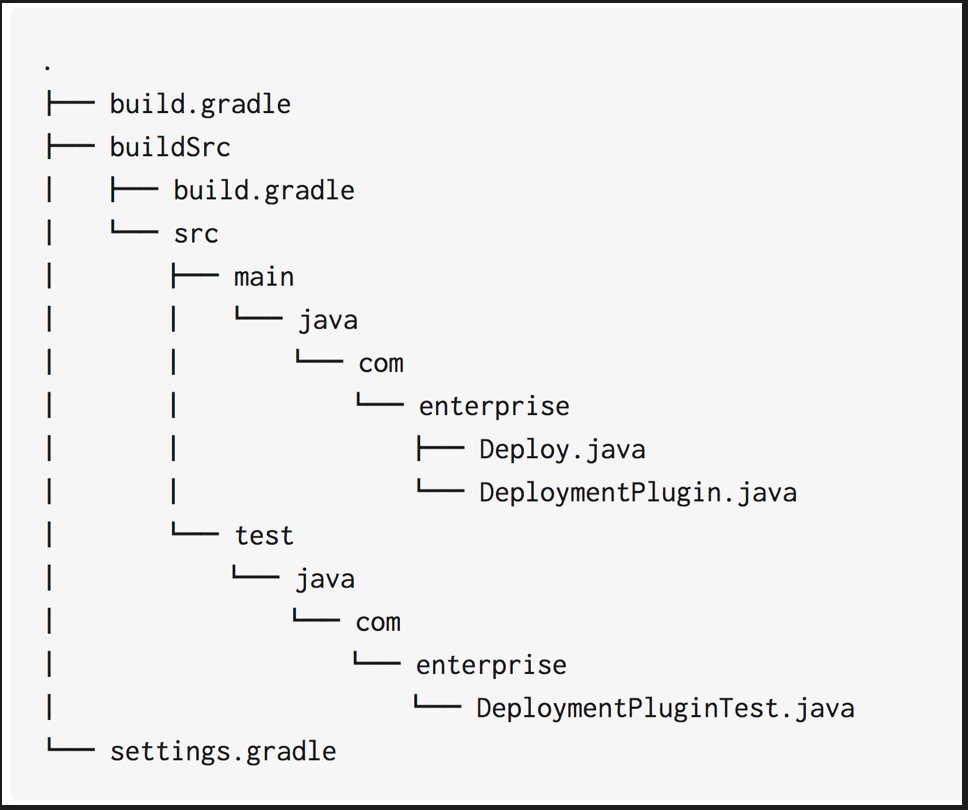 .
├── build.gradle
├── buildSrc
│   ├── build.gradle
│   └── src
│       ├── main
│       │   └── java
│       │       └── com
│       │           └── enterprise
│       │               ├── Deploy.java
│       │               └── DeploymentPlugin.java
│       └── test
│           └── java
│               └── com
│                   └── enterprise
│                       └── DeploymentPluginTest.java
└── settings.gradle